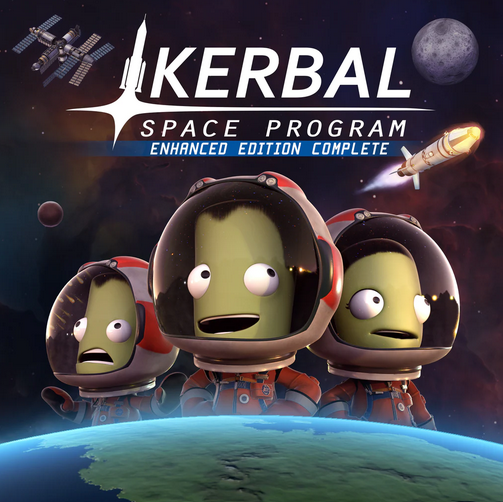 KERBAL
SPACE PROGRAM
ENHANCED EDITION COMPLETE